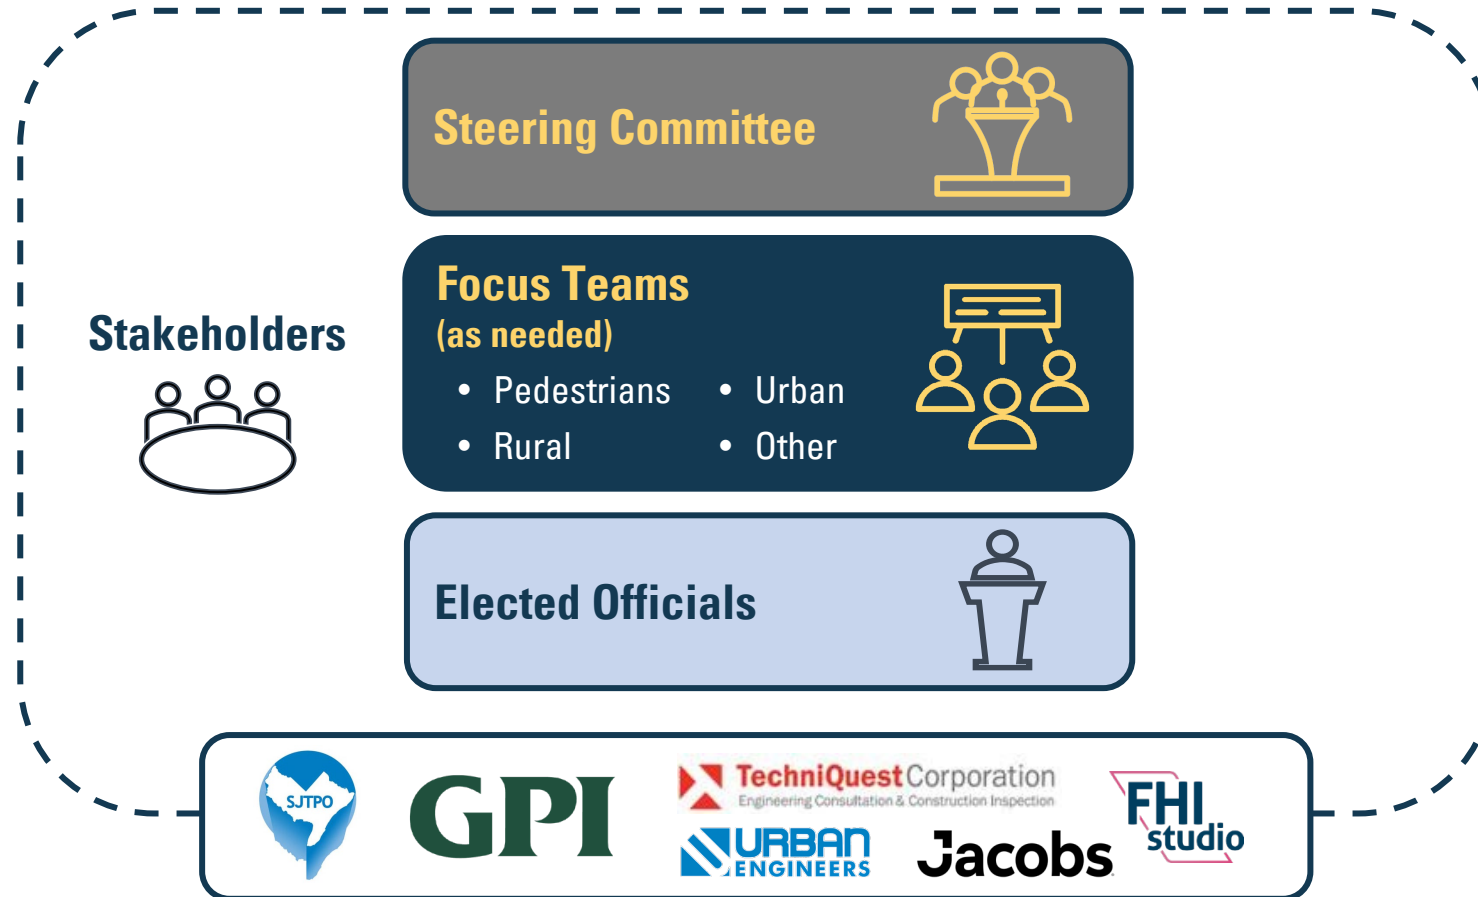 Steering Committee
Focus Teams
(as needed)
• Pedestrians
• Urban
• Rural
• Other
Stakeholders
Elected Officials
SJTPO
GPI
TechniQuest Corporation
Engineering Consultation & Construction Inspection
URBAN
ENGINEERS
Jacobs
FHI
studio